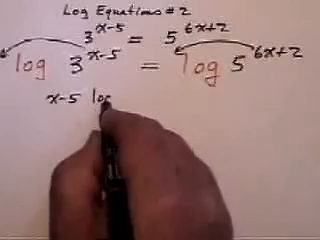 Log Equations #2
3^{x-5} = 5^{6x+2}
log 3^{x-5} = log 5^{6x+2}
x-5 log